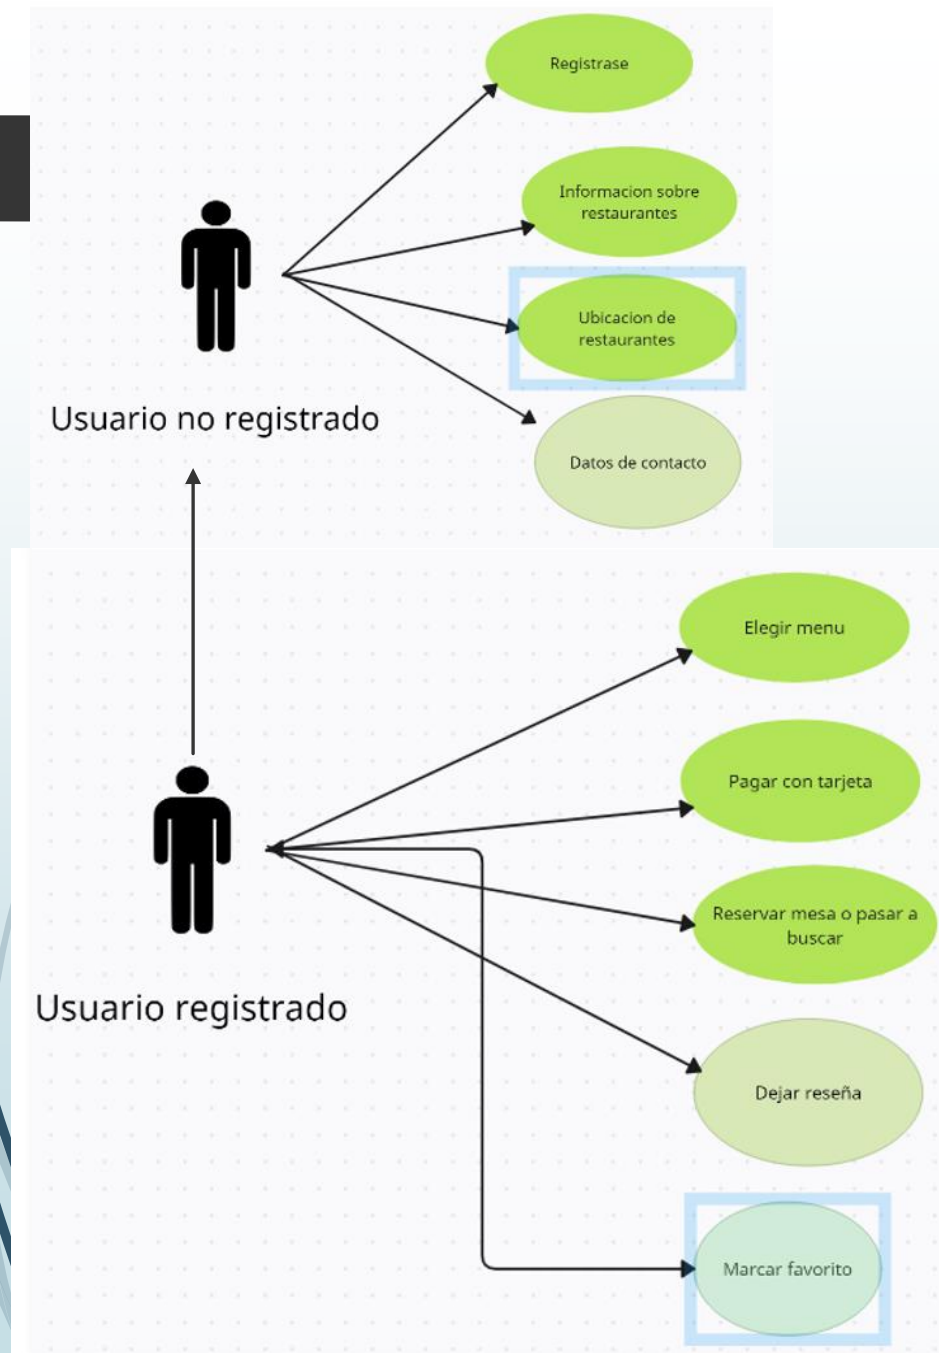 Registrase
Informacion sobre
restaurantes
Ubicacion de
restaurantes
Usuario no registrado
Datos de contacto
Elegir menu
Pagar con tarjeta
Reservar mesa o pasar a
buscar
Usuario registrado
Dejar reseña
Marcar favorito